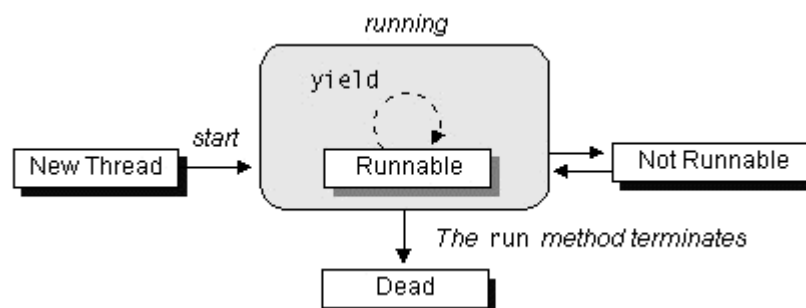 running
yield
start
New Thread
Runnable
Not Runnable
The run method terminates
Dead